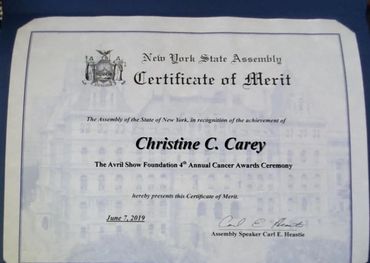 New York State Assembly
Certificate of Merit
The Assembly of the State of New York, in recognition of the achievement of
Christine C. Carey
The Avril Show Foundation 4th Annual Cancer Awards Ceremony
hereby presents this Certificate of Merit.
June 7, 2019
Carl E. Heastie
Assembly Speaker Carl E. Heastie